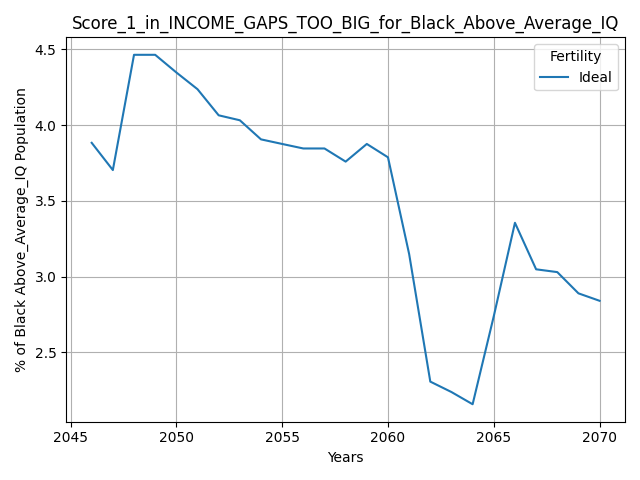 Score_1_in_INCOME_GAPS_TOO_BIG_for_Black_Above_Average_IQ
Fertility
Ideal
% of Black Above_Average_IQ Population
4.5
4.0
3.5
3.0
2.5
2045 2050 2055 2060 2065 2070
Years